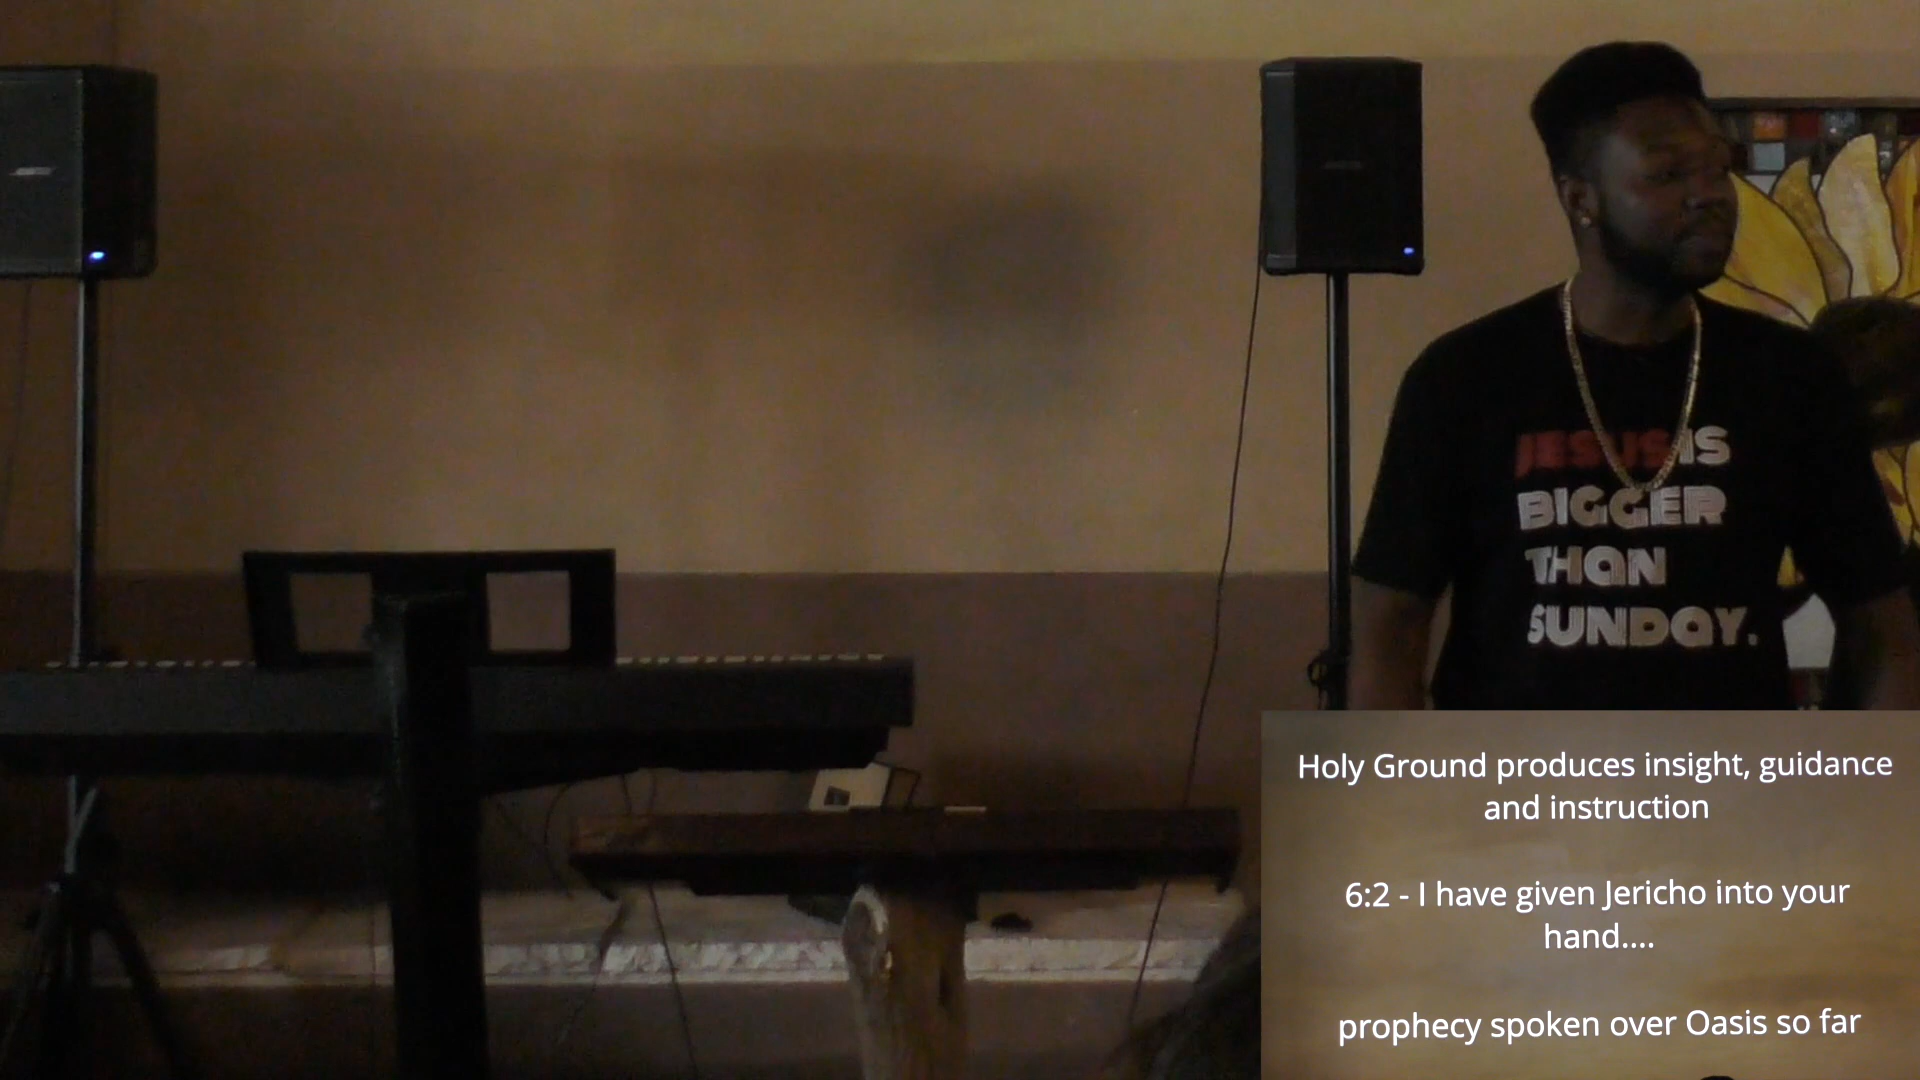 JESUS IS
BIGGER
THAN
SUNDAY.
Holy Ground produces insight, guidance
and instruction
6:2 - I have given Jericho into your
hand....
prophecy spoken over Oasis so far